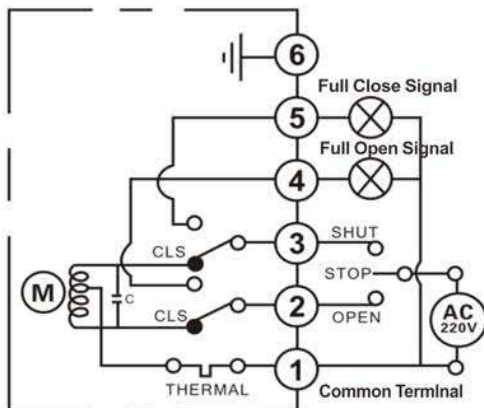 6
Full Close Signal
5
Full Open Signal
4
CLS
3
SHUT
STOP
M
C
CLS
2
OPEN
AC
220V
1
THERMAL
Common Terminal